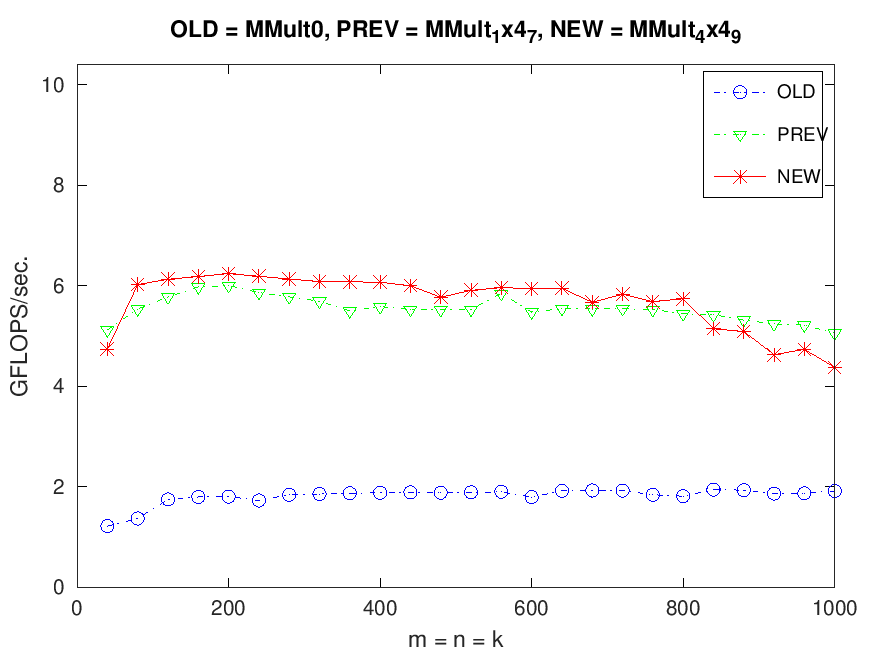 OLD = MMult0, PREV = MMult₁x4₇, NEW = MMult₄x4₉
10
8
6
4
2
0
GFLOPS/sec.
OLD
PREV
NEW
0 200 400 600 800 1000
m = n = k